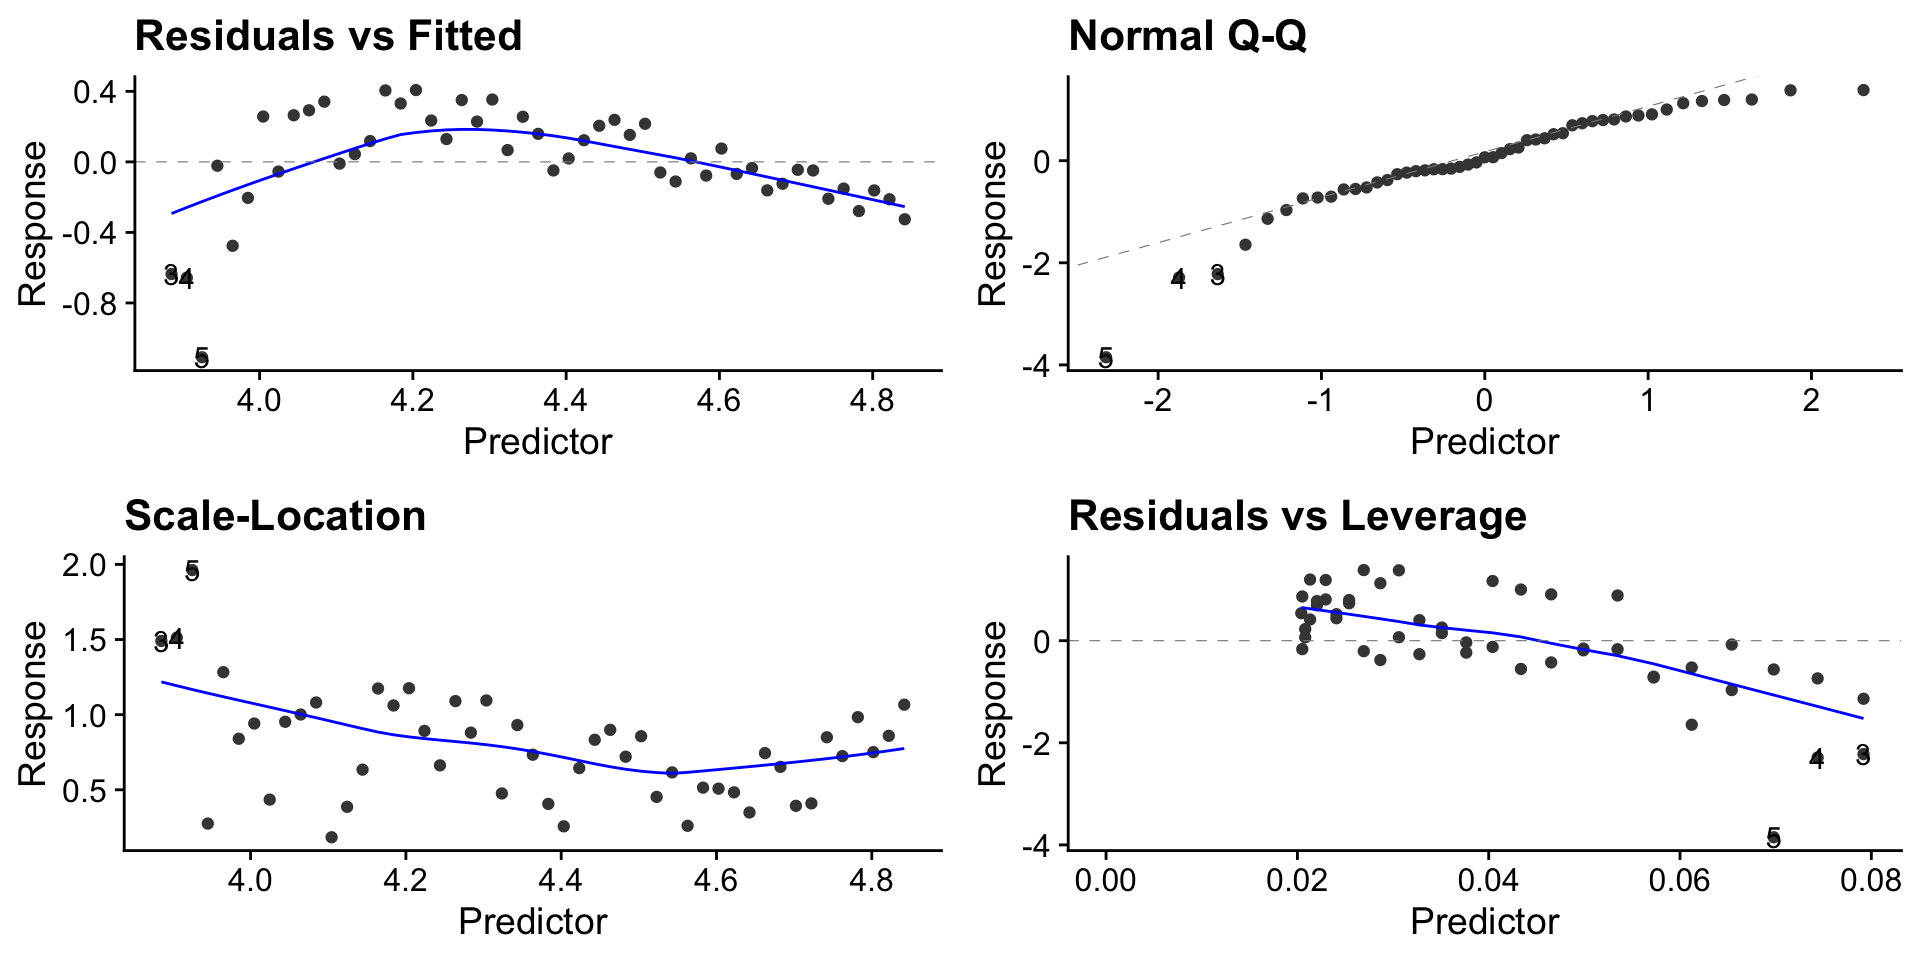 Residuals vs Fitted
0.4
0.0
-0.4
-0.8
Response
3
4
5
4.0 4.2 4.4 4.6 4.8
Predictor
Normal Q-Q
0
-2
-4
Response
4
3
5
-2 -1 0 1 2
Predictor
Scale-Location
2.0
1.5
1.0
0.5
Response
5
3
4
4.0 4.2 4.4 4.6 4.8
Predictor
Residuals vs Leverage
0
-2
-4
Response
4
3
5
0.00 0.02 0.04 0.06 0.08
Predictor